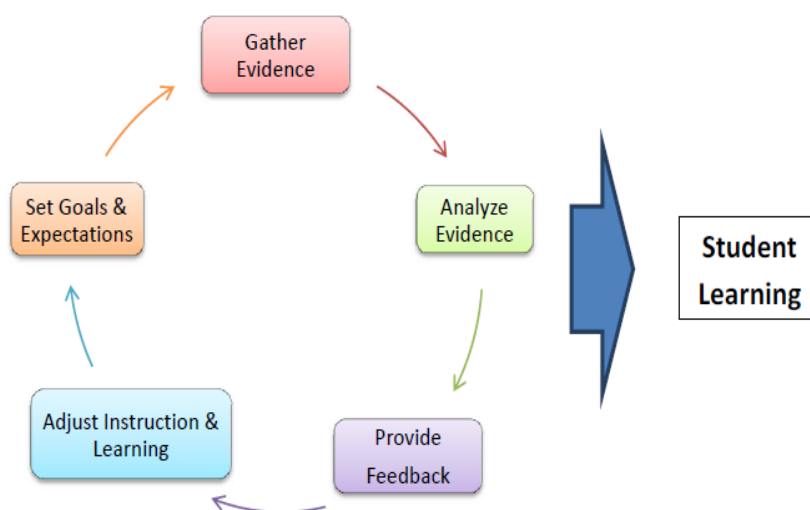 Gather
Evidence
Analyze
Evidence
Provide
Feedback
Adjust Instruction &
Learning
Set Goals &
Expectations
Student
Learning